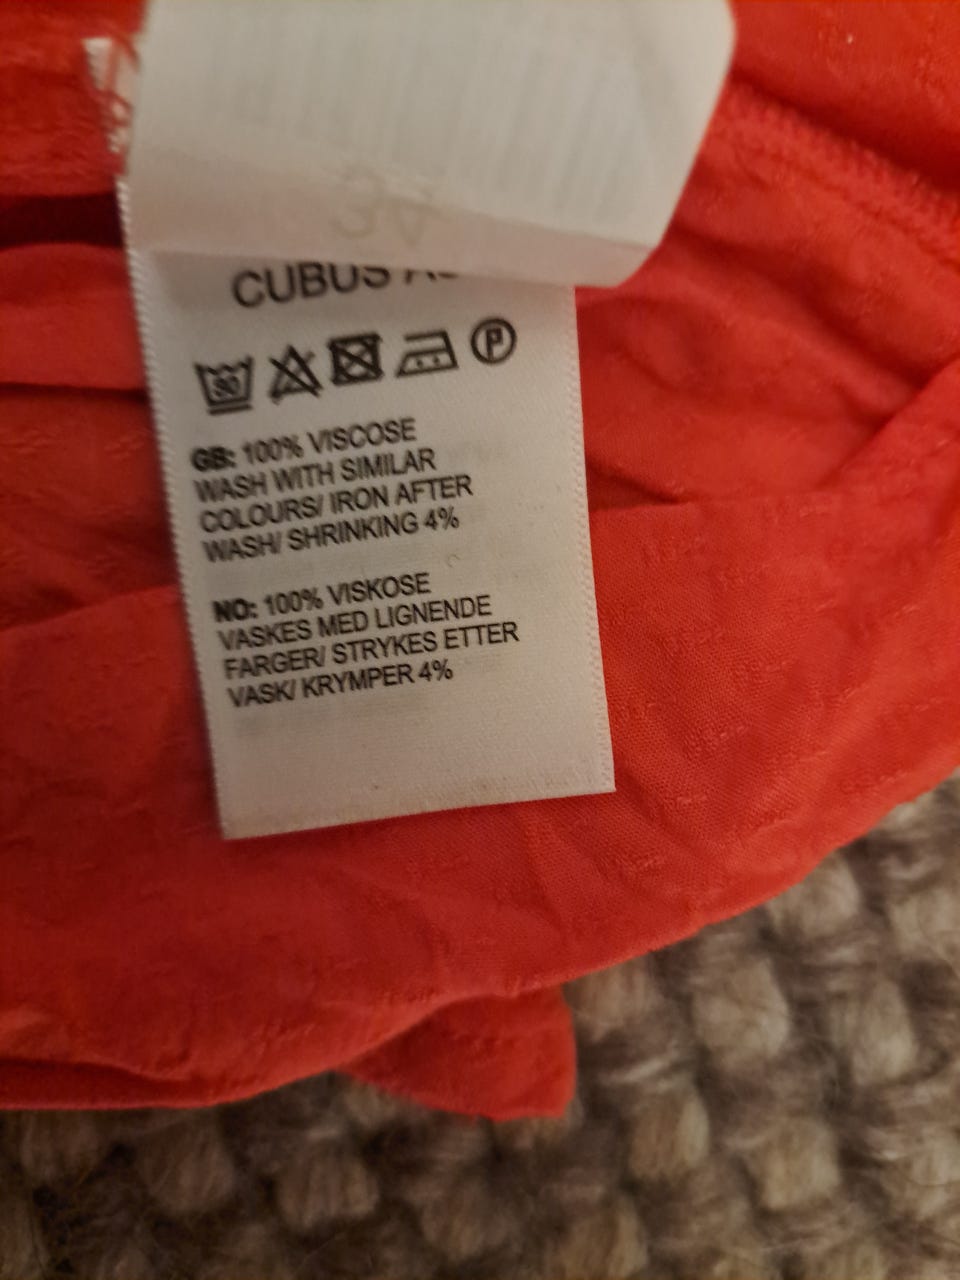 CUBUS
30
P
GB: 100% VISCOSE
WASH WITH SIMILAR
COLOURS/ IRON AFTER
WASH/ SHRINKING 4%
NO: 100% VISKOSE
VASKES MED LIGNENDE
FARGER/ STRYKES ETTER
VASK/ KRYMPER 4%